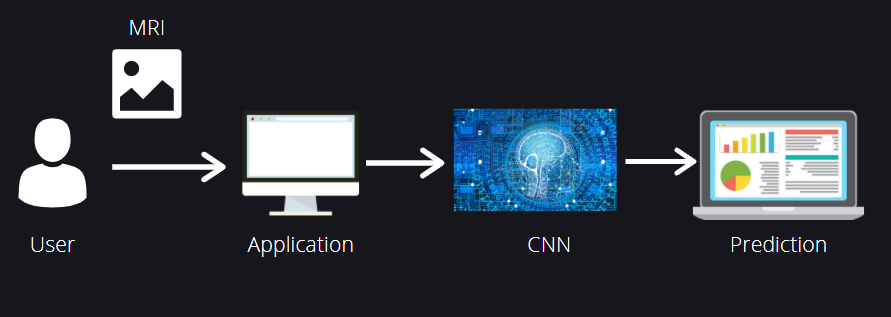 MRI
User
Application
CNN
Prediction